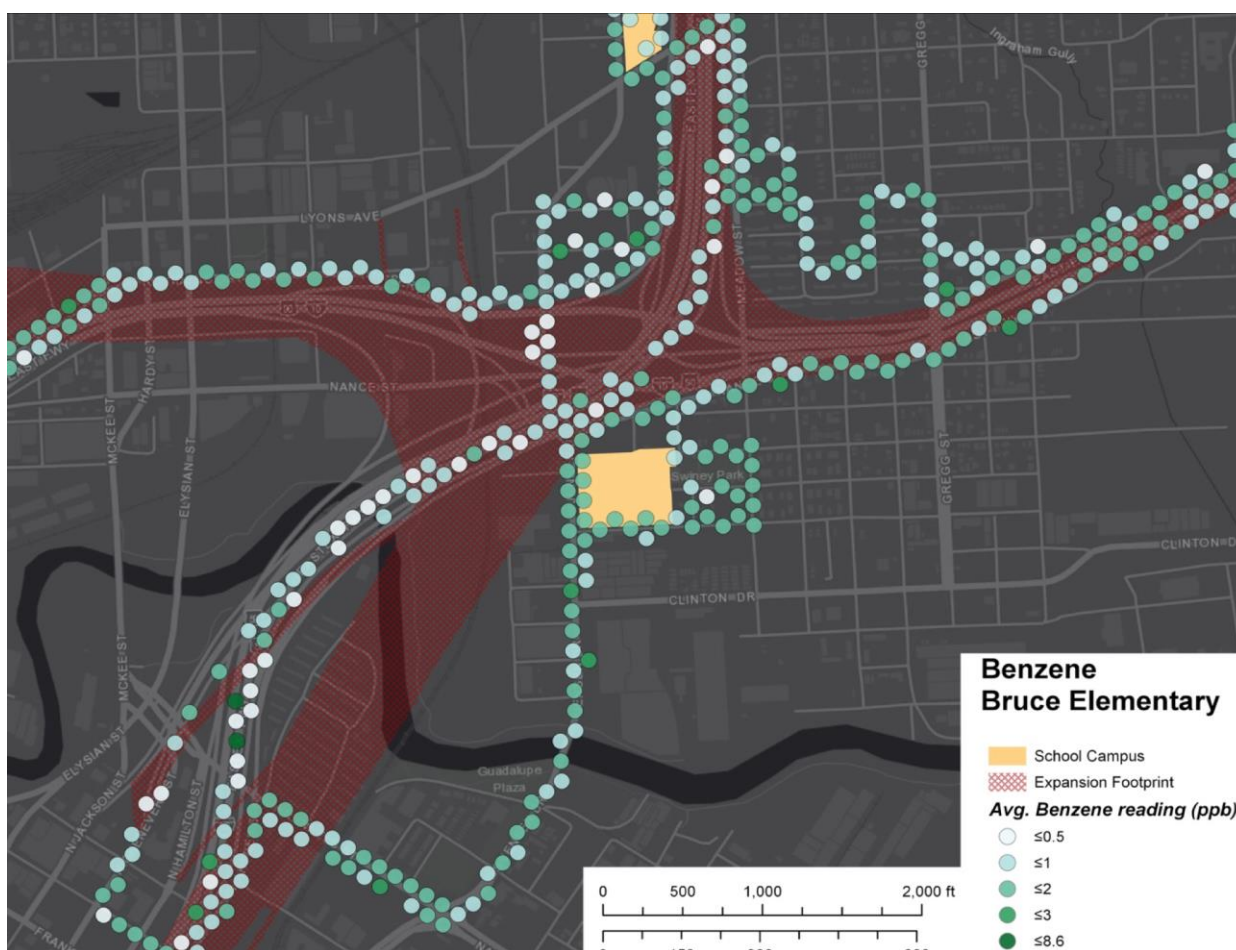 Ingraham Gully
GREGG ST
LYONS AVE
MEADOW ST
HARDY ST
NANCE ST
MCKEE ST
ELYSIAN ST
Swiney Park
GREGG ST
CLINTON DR
CLINTON D
MCKEE ST
ELYSIAN ST
N JACKSON ST
N HAMILTON ST
Guadalupe
Plaza
Benzene
Bruce Elementary
School Campus
Expansion Footprint
Avg. Benzene reading (ppb)
≤0.5
≤1
≤2
≤3
≤8.6
0 500 1,000 2,000 ft